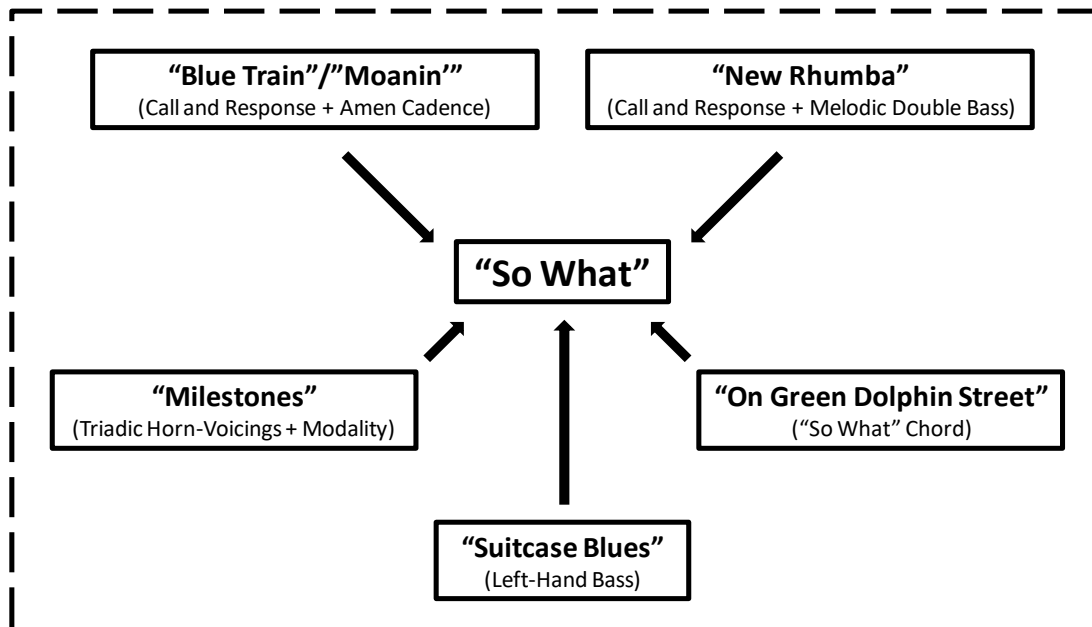 “Blue Train”/”Moanin’”
(Call and Response + Amen Cadence)
“New Rhumba”
(Call and Response + Melodic Double Bass)
“So What”
“Milestones”
(Triadic Horn-Voicings + Modality)
“On Green Dolphin Street”
(“So What” Chord)
“Suitcase Blues”
(Left-Hand Bass)